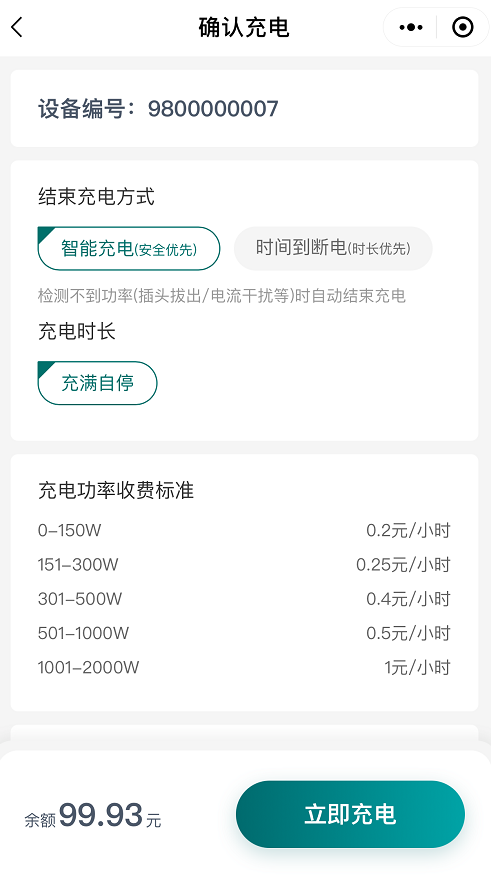 确认充电
设备编号：9800000007
结束充电方式
智能充电(安全优先) 时间到断电(时长优先)
检测不到功率(插头拔出/电流干扰等)时自动结束充电
充电时长
充满自停
充电功率收费标准
0-150W 0.2元/小时
151-300W 0.25元/小时
301-500W 0.4元/小时
501-1000W 0.5元/小时
1001-2000W 1元/小时
余额99.93元 立即充电